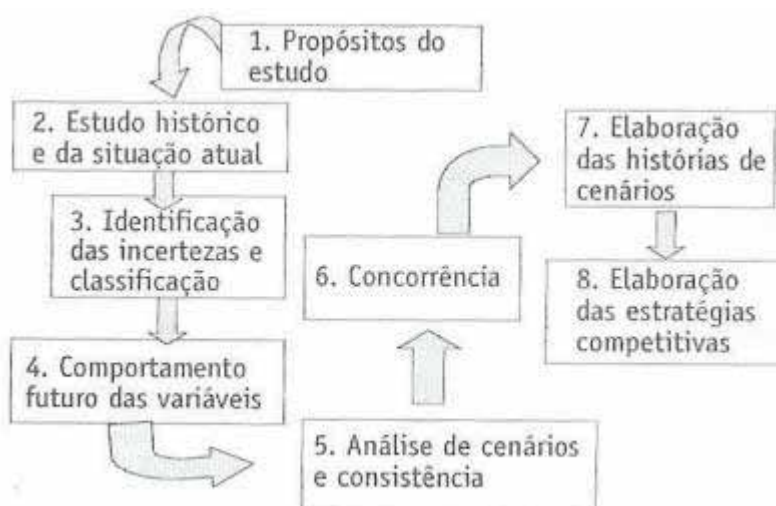 1. Propósitos do
estudo
2. Estudo histórico
e da situação atual
3. Identificação
das incertezas e
classificação
4. Comportamento
futuro das variáveis
5. Análise de cenários
e consistência
6. Concorrência
7. Elaboração
das histórias de
cenários
8. Elaboração
das estratégias
competitivas